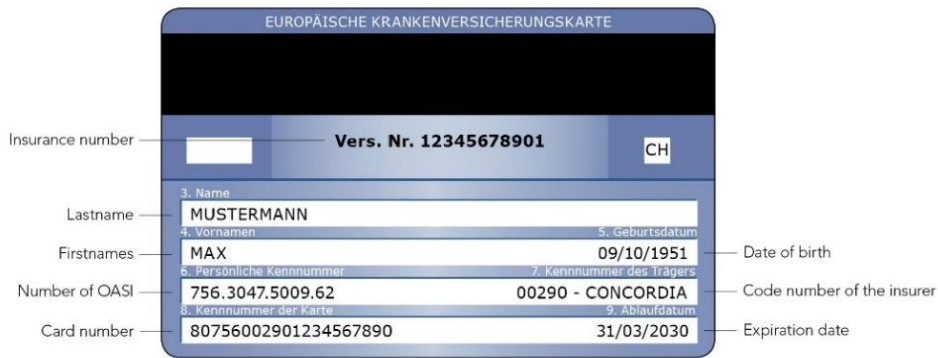 EUROPÄISCHE KRANKENVERSICHERUNGSKARTE
Insurance number
Vers. Nr. 12345678901
CH
3. Name
Lastname
MUSTERMANN
4. Vornamen 5. Geburtsdatum
Firstnames
MAX 09/10/1951
Date of birth
6. Persönliche Kennnummer 7. Kennnummer des Trägers
Number of OASI
756.3047.5009.62 00290 - CONCORDIA
Code number of the insurer
8. Kennnummer der Karte 9. Ablaufdatum
Card number
80756002901234567890 31/03/2030
Expiration date